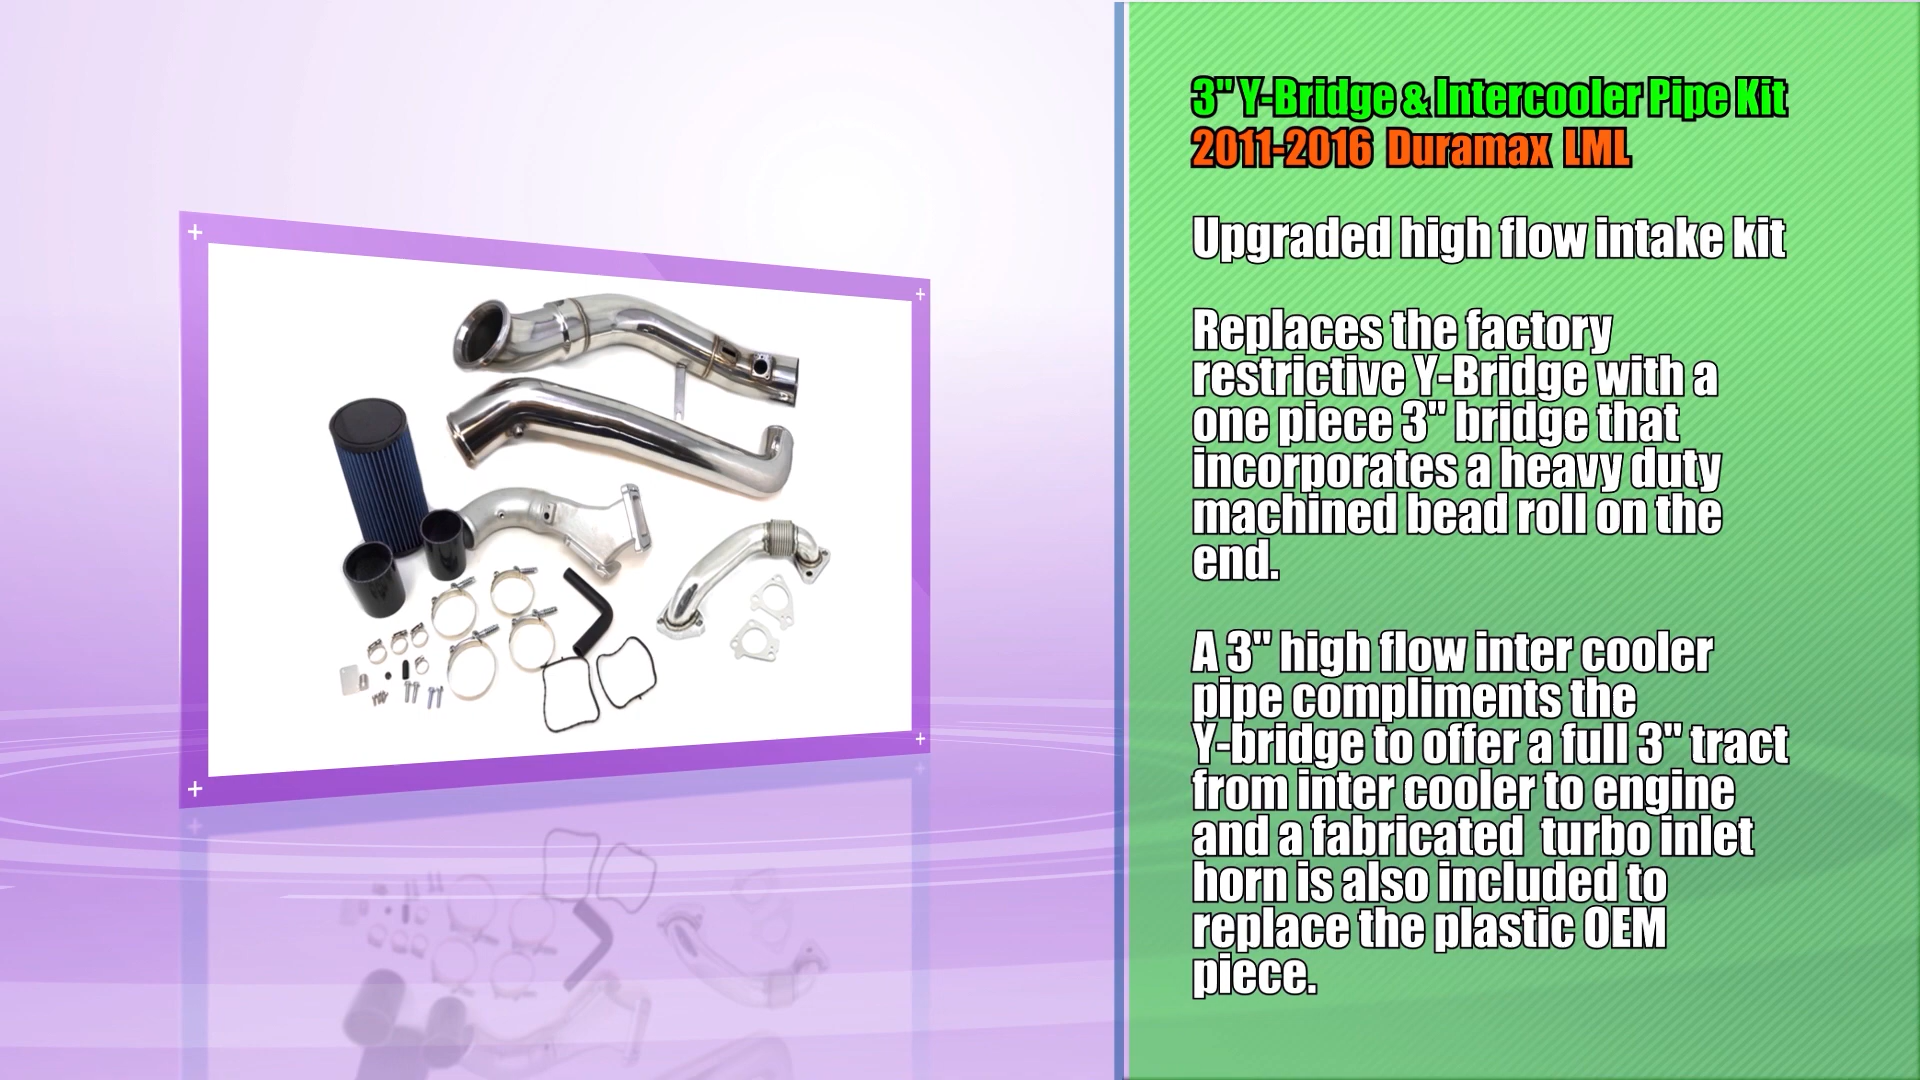 3" Y-Bridge & Intercooler Pipe Kit
2011-2016 Duramax LML
Upgraded high flow intake kit
Replaces the factory
restrictive Y-Bridge with a
one piece 3" bridge that
incorporates a heavy duty
machined bead roll on the
end.
A 3" high flow inter cooler
pipe compliments the
Y-bridge to offer a full 3" tract
from inter cooler to engine
and a fabricated turbo inlet
horn is also included to
replace the plastic OEM
piece.